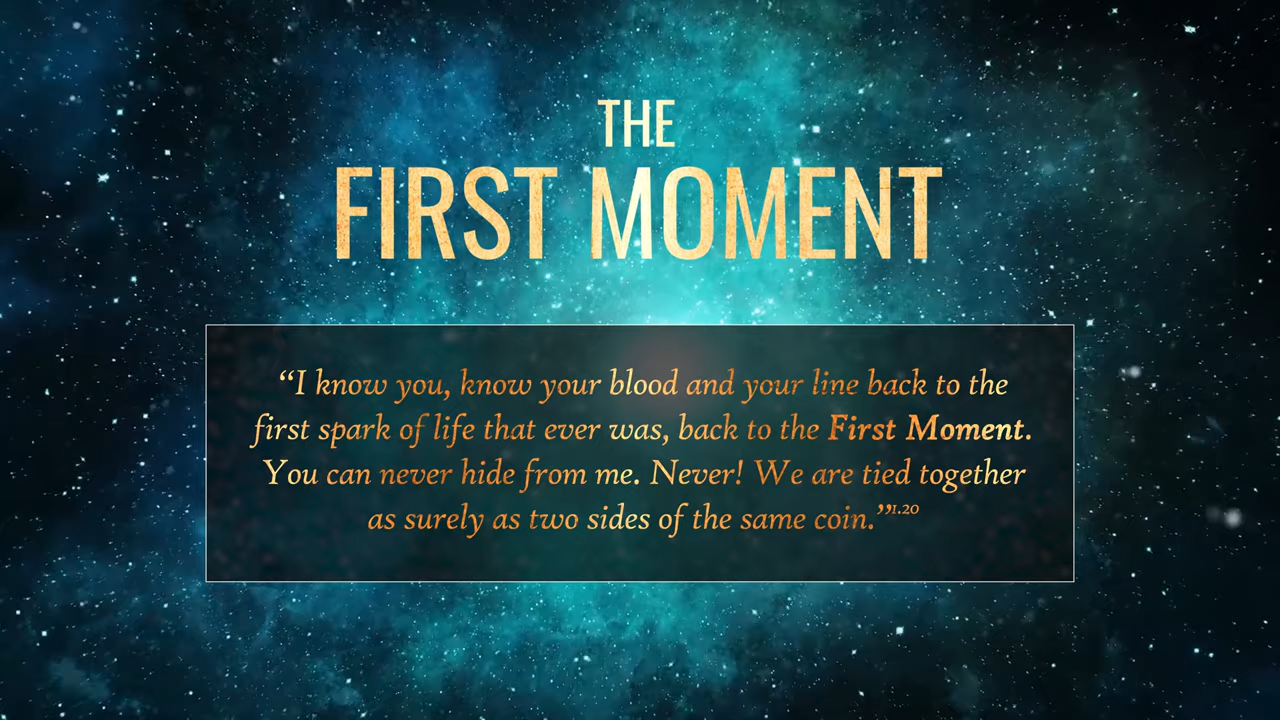 THE
FIRST MOMENT
“I know you, know your blood and your line back to the
first spark of life that ever was, back to the First Moment.
You can never hide from me. Never! We are tied together
as surely as two sides of the same coin.”1.20